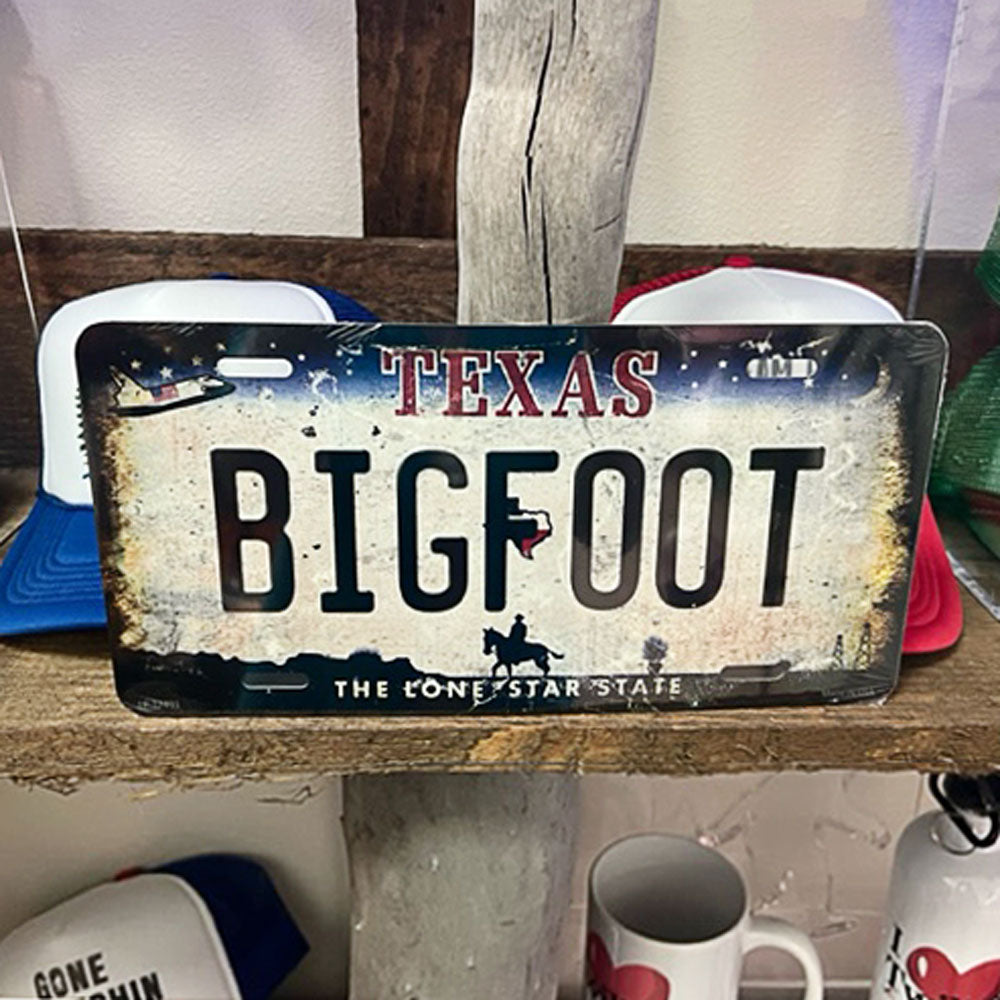 TEXAS
BIGFOOT
THE LONE STAR STATE
GONE
I